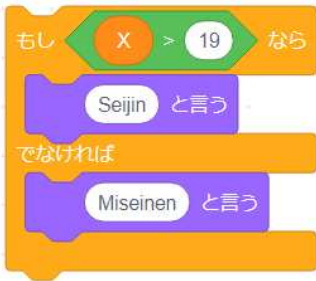 もし X > 19 なら
Seijin と言う
でなければ
Miseinen と言う